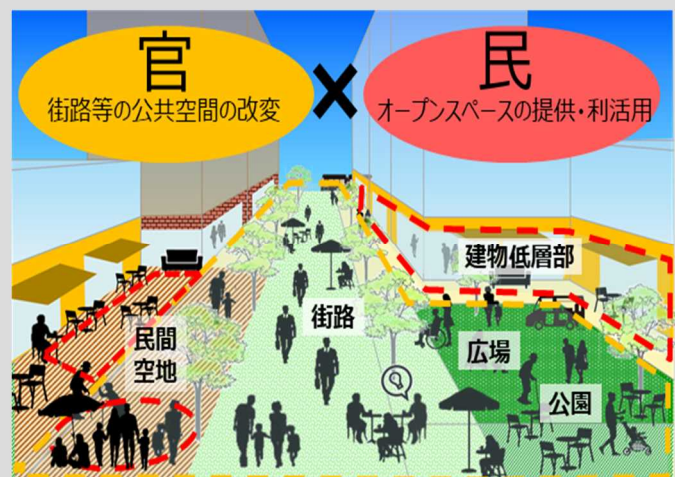 官
街路等の公共空間の改変
×
民
オープンスペースの提供・利活用
建物低層部
街路
民間
空地
広場
公園